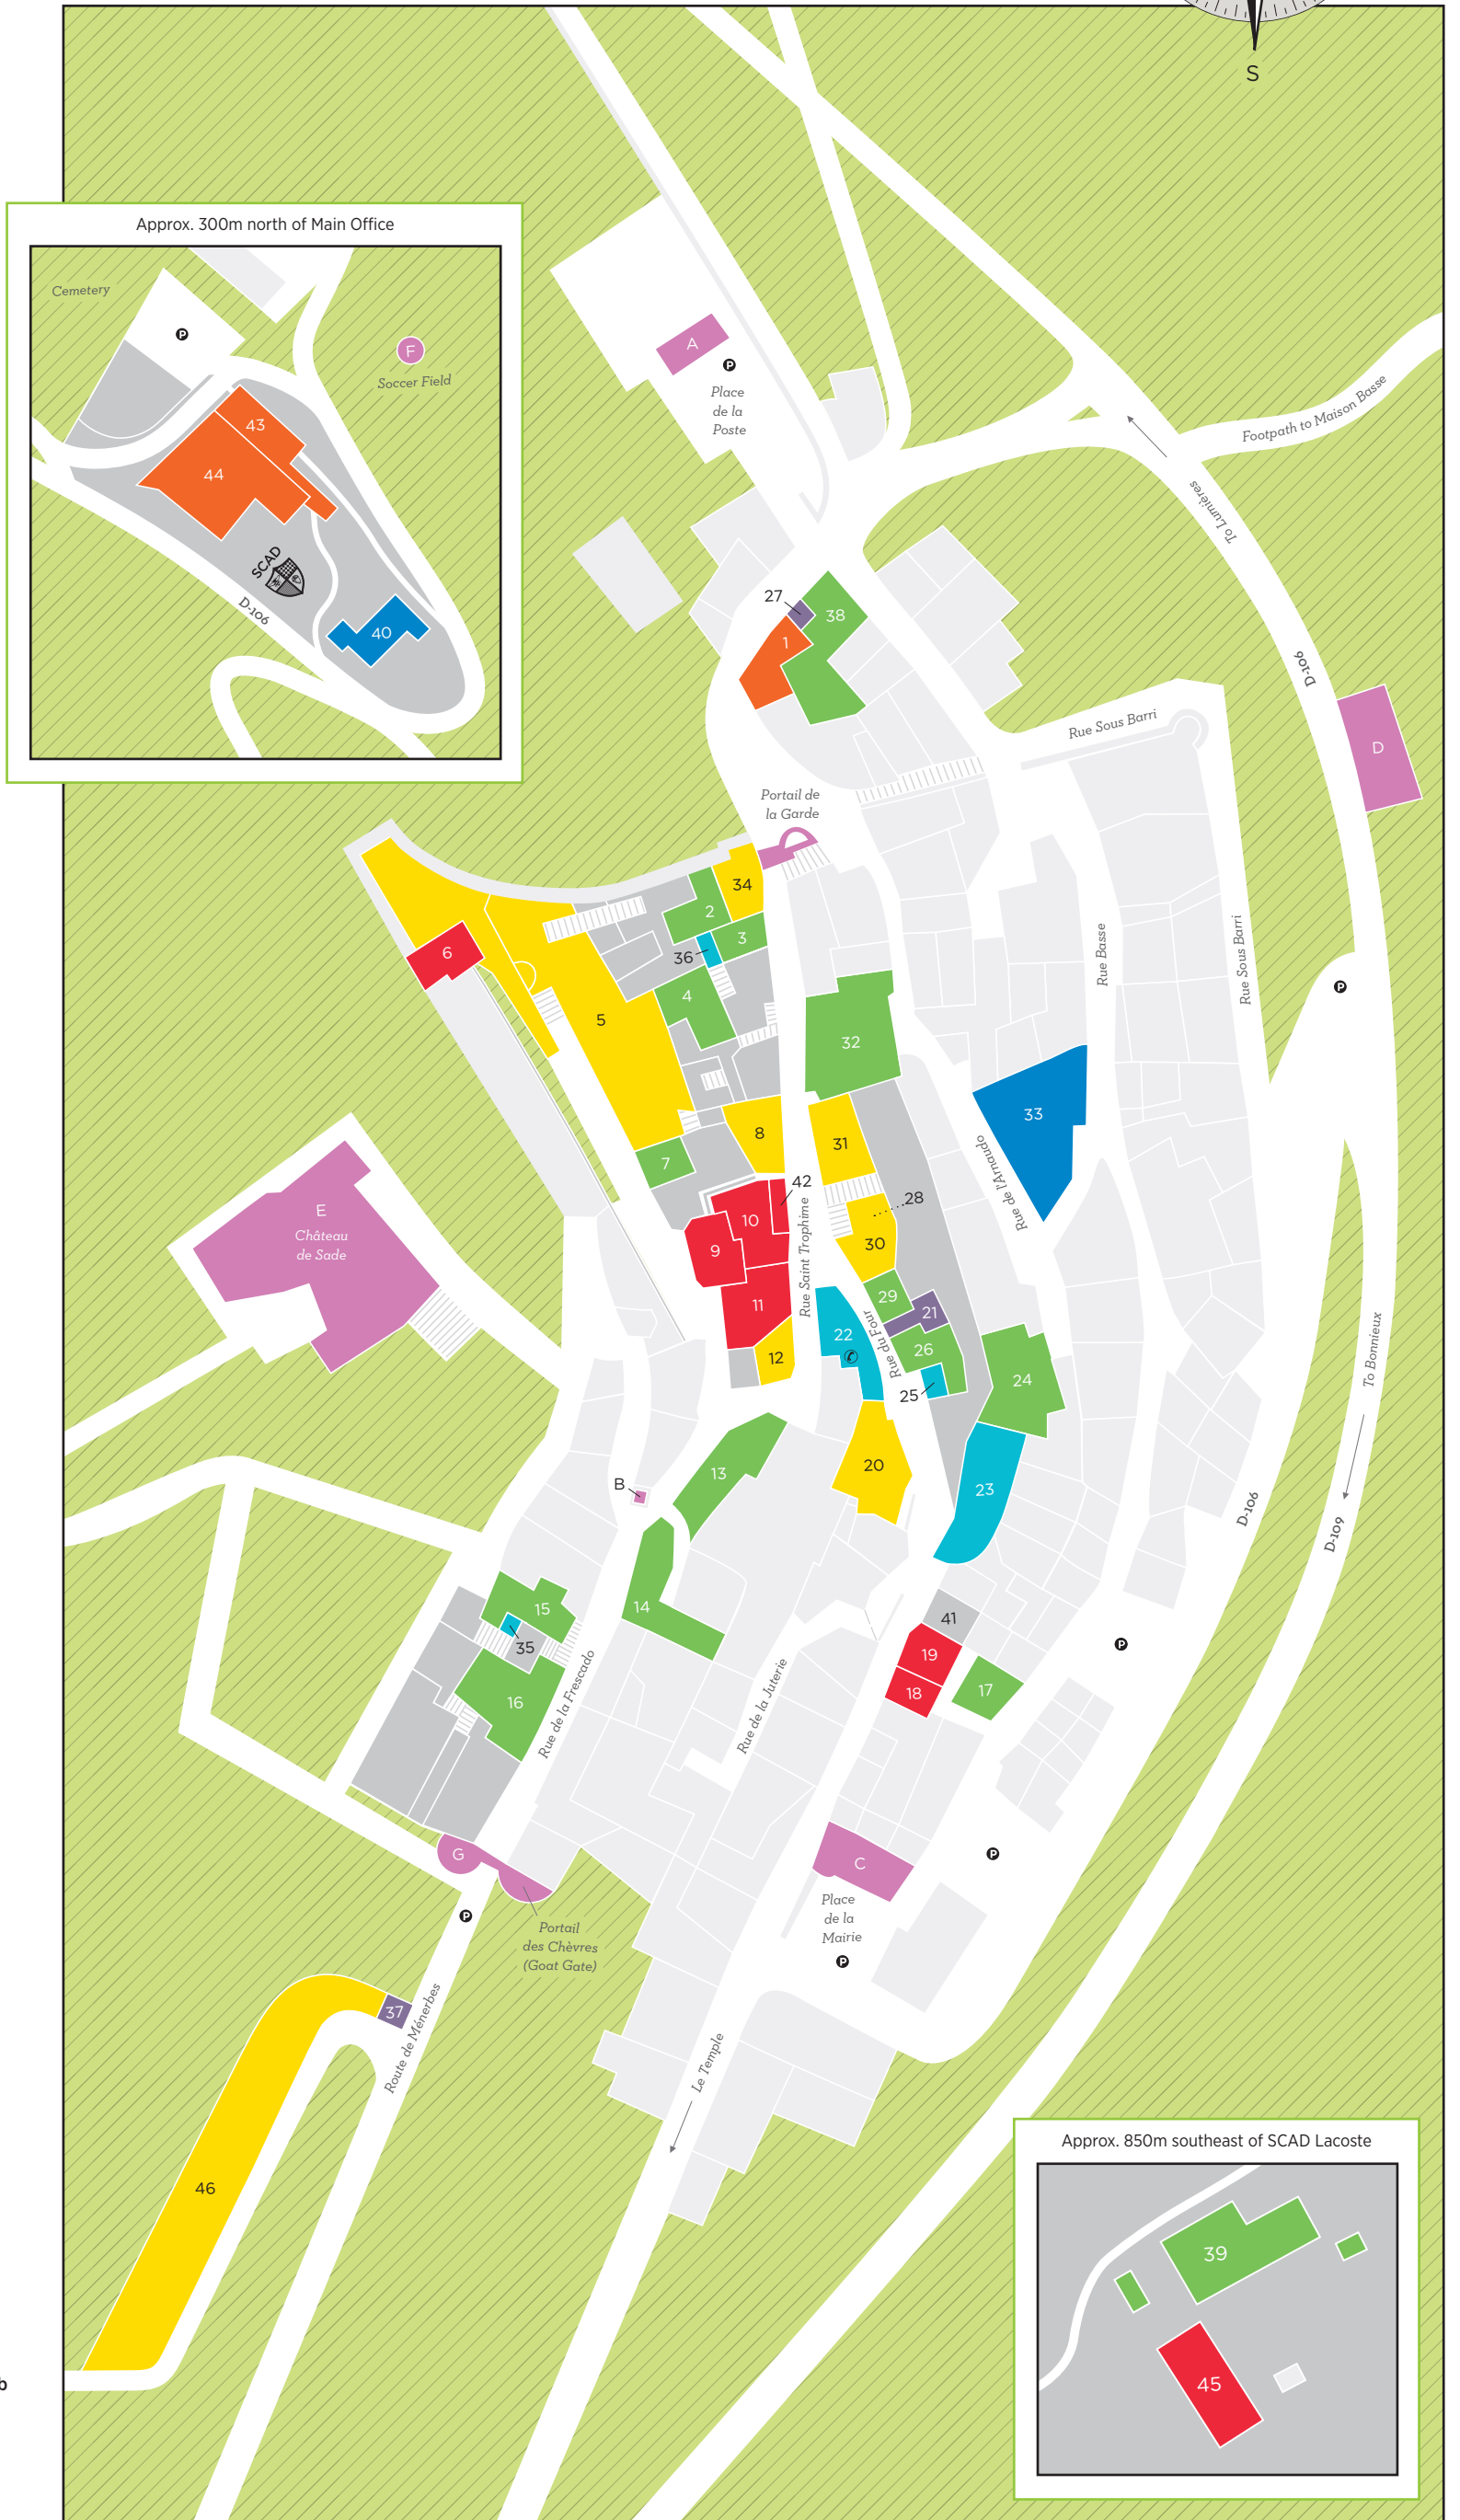 S
Approx. 300m north of Main Office
Cemetery
P
F
Soccer Field
43
44
SCAD
D-106
40
A
P
Place
de la
Poste
Footpath to Maison Basse
To Lumières
27
38
1
D-106
Rue Sous Barri
D
Portail de
la Garde
34
2
3
6
36
4
5
32
Rue Basse
Rue Sous Barri
P
33
8
31
7
42
28
Rue de l'Arnaudo
E
Château
de Sade
10
9
30
Rue Saint Trophime
11
29
21
22
Rue du Four
26
12
25
24
To Bonnieux
13
20
B
23
D-106
D-109
15
14
35
41
P
19
16
17
18
Rue de la Frescado
Rue de la Juterie
G
C
P
Place
de la
Mairie
P
P
Portail
des Chèvres
(Goat Gate)
37
Route de Ménerbes
Le Temple
46
Approx. 850m southeast of SCAD Lacoste
39
45
b